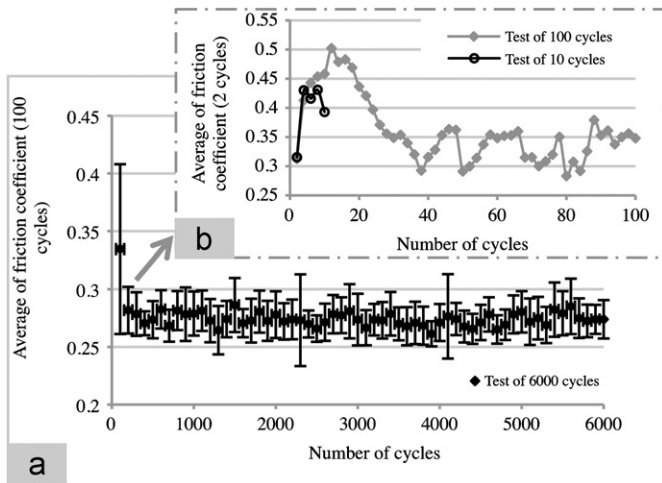 0.55
0.5
0.45
0.4
0.35
0.3
0.25
Average of friction
coefficient (2 cycles)
Test of 100 cycles
Test of 10 cycles
0 20 40 60 80 100
Number of cycles
b
0.45
0.4
0.35
0.3
0.25
0.2
Average of friction coefficient (100
cycles)
Test of 6000 cycles
0 1000 2000 3000 4000 5000 6000
Number of cycles
a